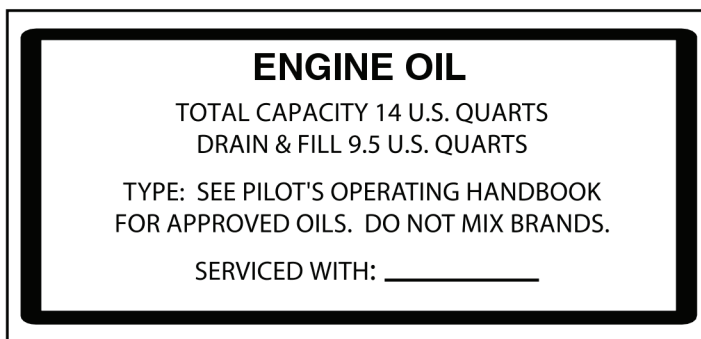 ENGINE OIL
TOTAL CAPACITY 14 U.S. QUARTS
DRAIN & FILL 9.5 U.S. QUARTS
TYPE:  SEE PILOT'S OPERATING HANDBOOK
FOR APPROVED OILS.  DO NOT MIX BRANDS.
SERVICED WITH: ___________